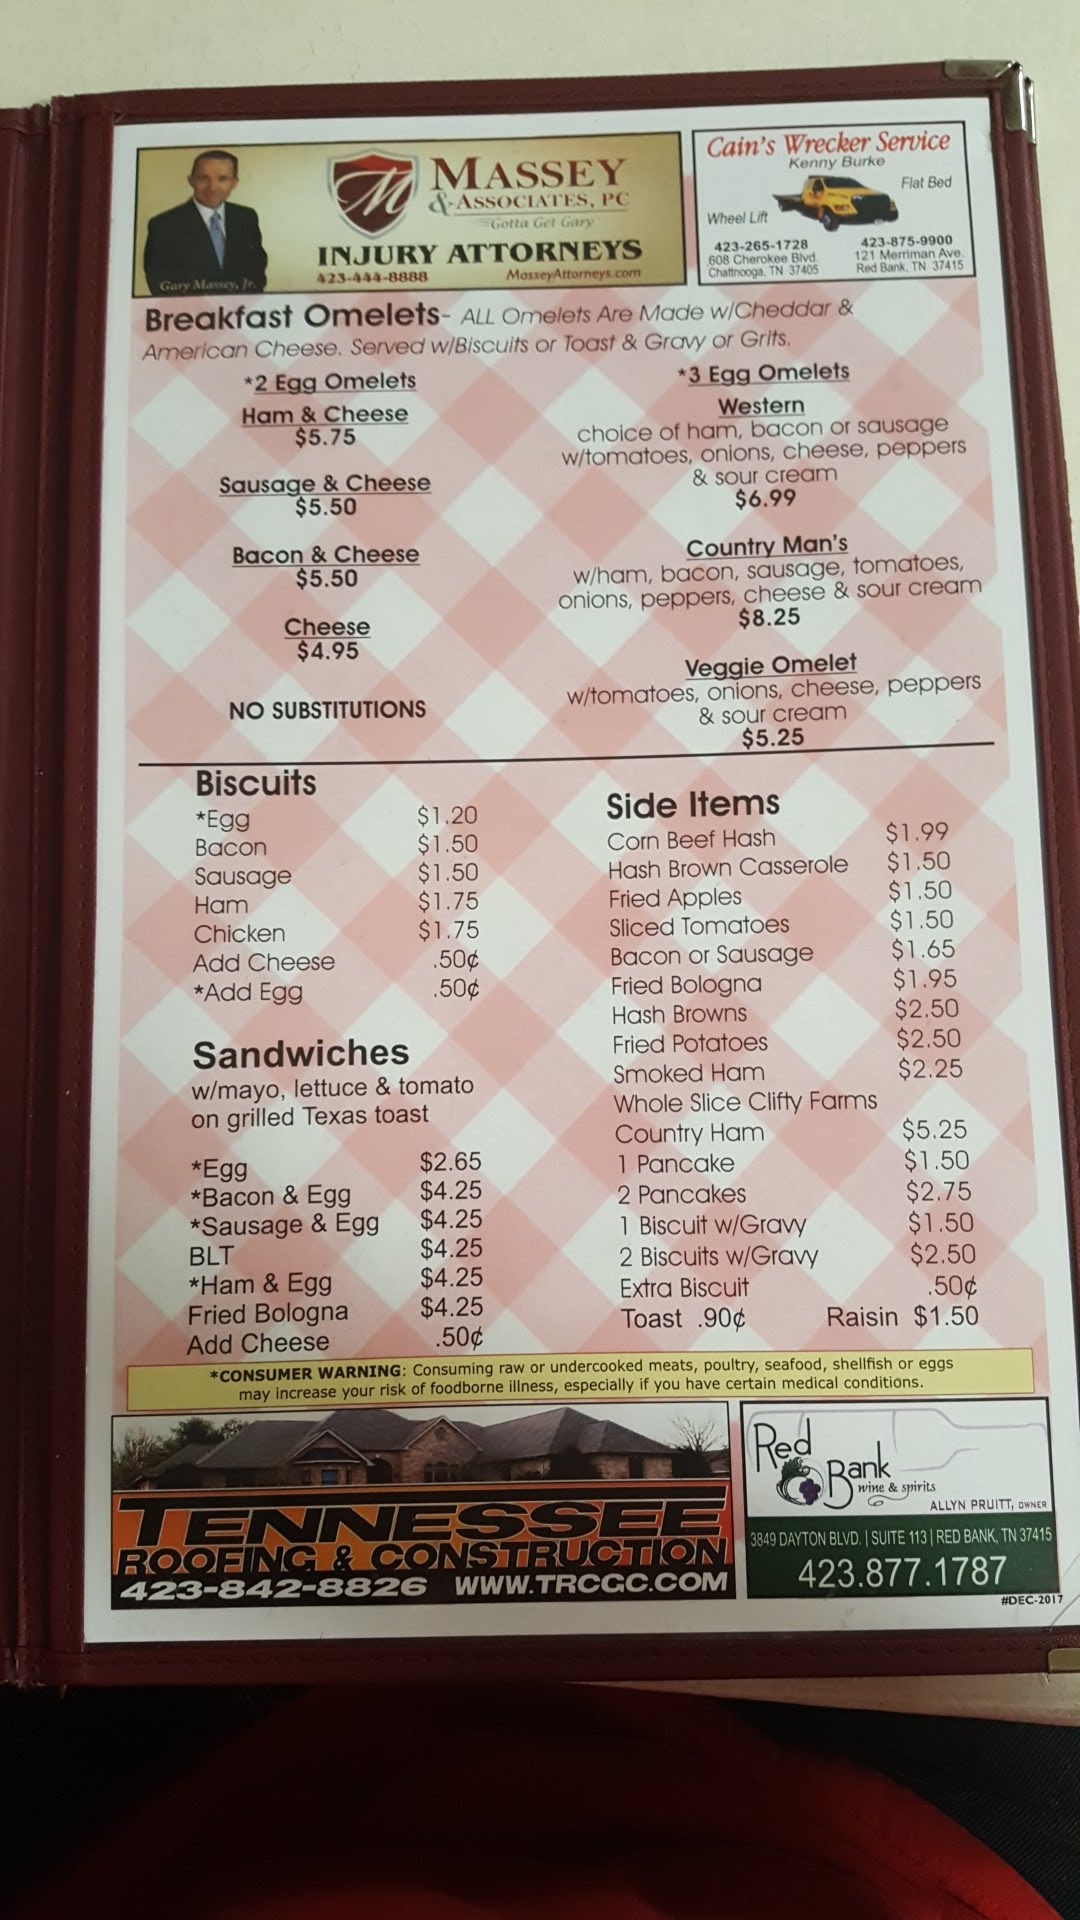 MASSEY
& ASSOCIATES, PC
Gotta Get Gary
INJURY ATTORNEYS
423-444-8888 MasseyAttorneys.com
Gary Massey, Jr.
Cain's Wrecker Service
Kenny Burke
Flat Bed
Wheel Lift
423-265-1728
608 Cherokee Blvd.
Chattnooga, TN 37405
423-875-9900
121 Merriman Ave.
Red Bank, TN 37415
Breakfast Omelets- ALL Omelets Are Made w/Cheddar &
American Cheese. Served w/Biscuits or Toast & Gravy or Grits.
*2 Egg Omelets
Ham & Cheese
$5.75
Sausage & Cheese
$5.50
Bacon & Cheese
$5.50
Cheese
$4.95
NO SUBSTITUTIONS
*3 Egg Omelets
Western
choice of ham, bacon or sausage
w/tomatoes, onions, cheese, peppers
& sour cream
$6.99
Country Man's
w/ham, bacon, sausage, tomatoes,
onions, peppers, cheese & sour cream
$8.25
Veggie Omelet
w/tomatoes, onions, cheese, peppers
& sour cream
$5.25
Biscuits
*Egg $1.20
Bacon $1.50
Sausage $1.50
Ham $1.75
Chicken $1.75
Add Cheese .50¢
*Add Egg .50¢
Sandwiches
w/mayo, lettuce & tomato
on grilled Texas toast
*Egg $2.65
*Bacon & Egg $4.25
*Sausage & Egg $4.25
BLT $4.25
*Ham & Egg $4.25
Fried Bologna $4.25
Add Cheese .50¢
Side Items
Corn Beef Hash $1.99
Hash Brown Casserole $1.50
Fried Apples $1.50
Sliced Tomatoes $1.50
Bacon or Sausage $1.65
Fried Bologna $1.95
Hash Browns $2.50
Fried Potatoes $2.50
Smoked Ham $2.25
Whole Slice Clifty Farms
Country Ham $5.25
1 Pancake $1.50
2 Pancakes $2.75
1 Biscuit w/Gravy $1.50
2 Biscuits w/Gravy $2.50
Extra Biscuit .50¢
Toast .90¢ Raisin $1.50
*CONSUMER WARNING: Consuming raw or undercooked meats, poultry, seafood, shellfish or eggs
may increase your risk of foodborne illness, especially if you have certain medical conditions.
TENNESSEE
ROOFING & CONSTRUCTION
423-842-8826 WWW.TRCGC.COM
Red
Bank
wine & spirits
ALLYN PRUITT, OWNER
3849 DAYTON BLVD. | SUITE 113 | RED BANK, TN 37415
423.877.1787
#DEC-2017